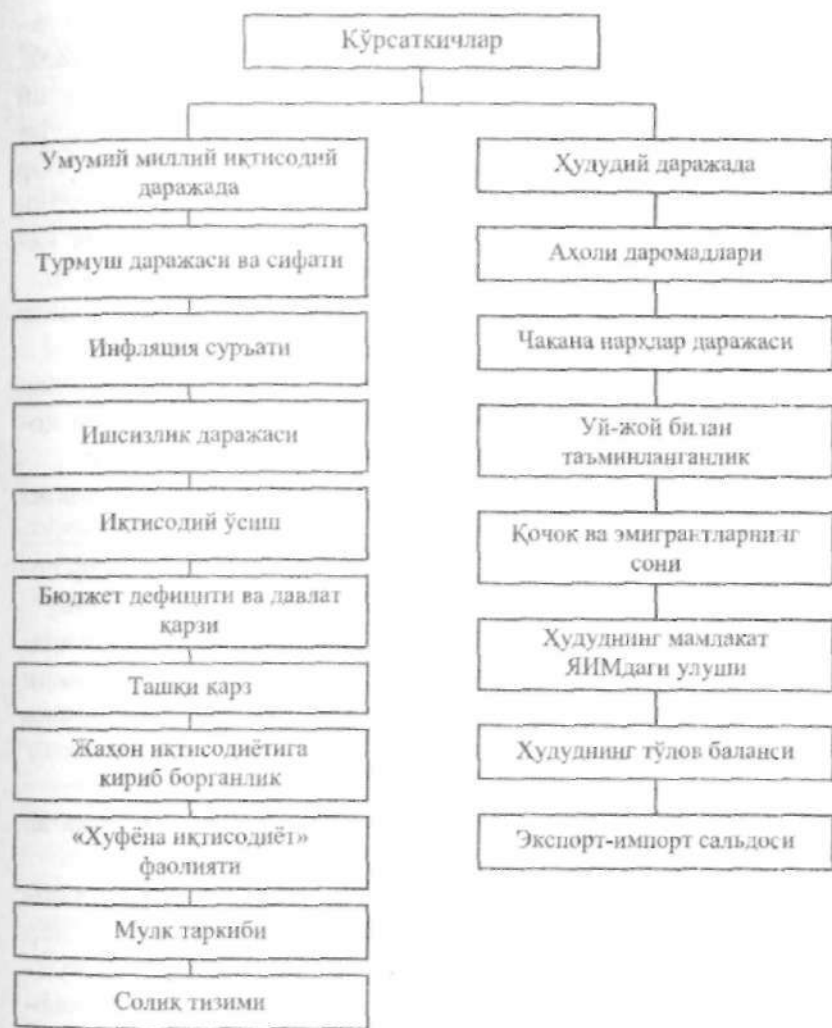 Кўрсаткичлар
Умумий миллий иқтисодий
даражада
Турмуш даражаси ва сифати
Инфляция суръати
Ишсизлик даражаси
Иқтисодий ўсиш
Бюджет дефицити ва давлат
қарзи
Ташқи қарз
Жаҳон иқтисодиётига
кириб борганлик
«Хуфёна иқтисодиёт»
фаолияти
Мулк таркиби
Солиқ тизими
Ҳудудий даражада
Аҳоли даромадлари
Чакана нархлар даражаси
Уй-жой билан
таъминланганлик
Қочоқ ва эмигрантларнинг
сони
Ҳудуднинг мамлакат
ЯИМдаги улуши
Ҳудуднинг тўлов баланси
Экспорт-импорт сальдоси